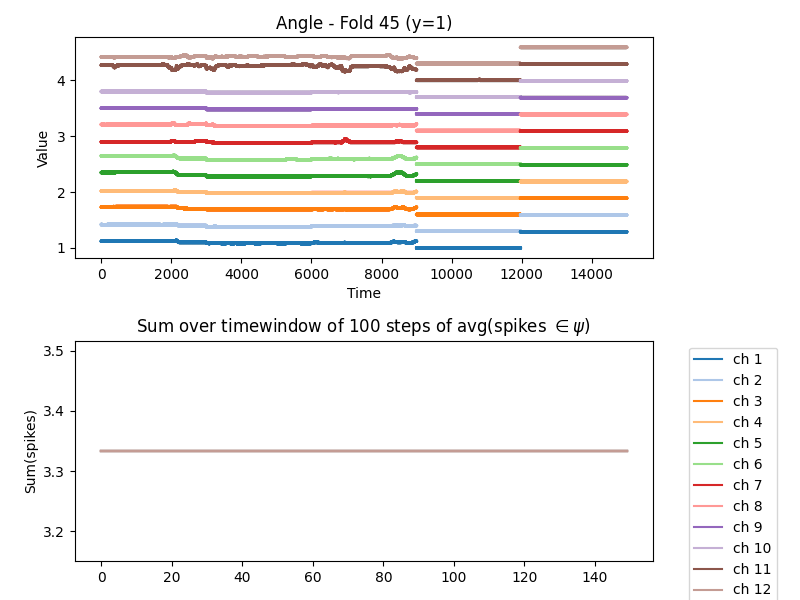 Angle - Fold 45 (y=1)
Value
4
3
2
1
0 2000 4000 6000 8000 10000 12000 14000
Time
Sum over timewindow of 100 steps of avg(spikes ∈ ψ)
Sum(spikes)
3.5
3.4
3.3
3.2
0 20 40 60 80 100 120 140
ch 1
ch 2
ch 3
ch 4
ch 5
ch 6
ch 7
ch 8
ch 9
ch 10
ch 11
ch 12